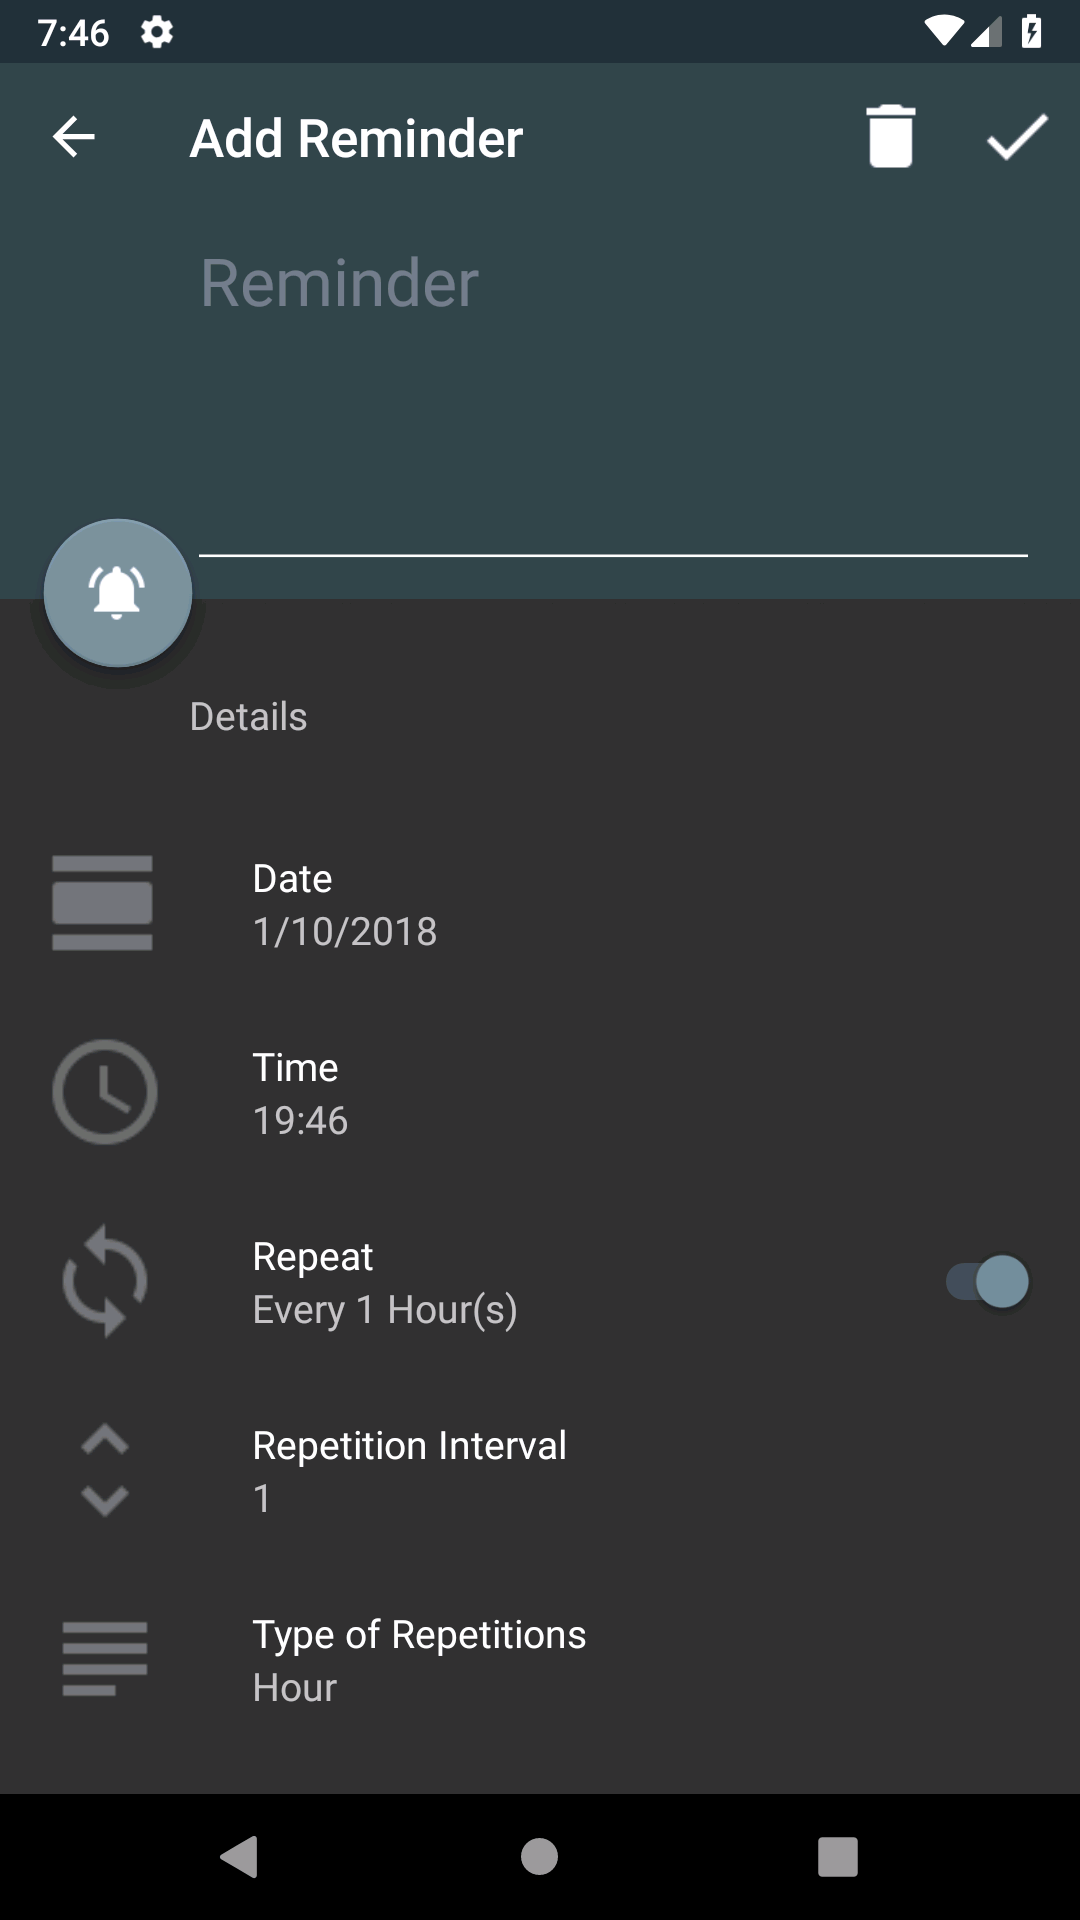 7:46
Add Reminder
Reminder
Details
Date
1/10/2018
Time
19:46
Repeat
Every 1 Hour(s)
Repetition Interval
1
Type of Repetitions
Hour